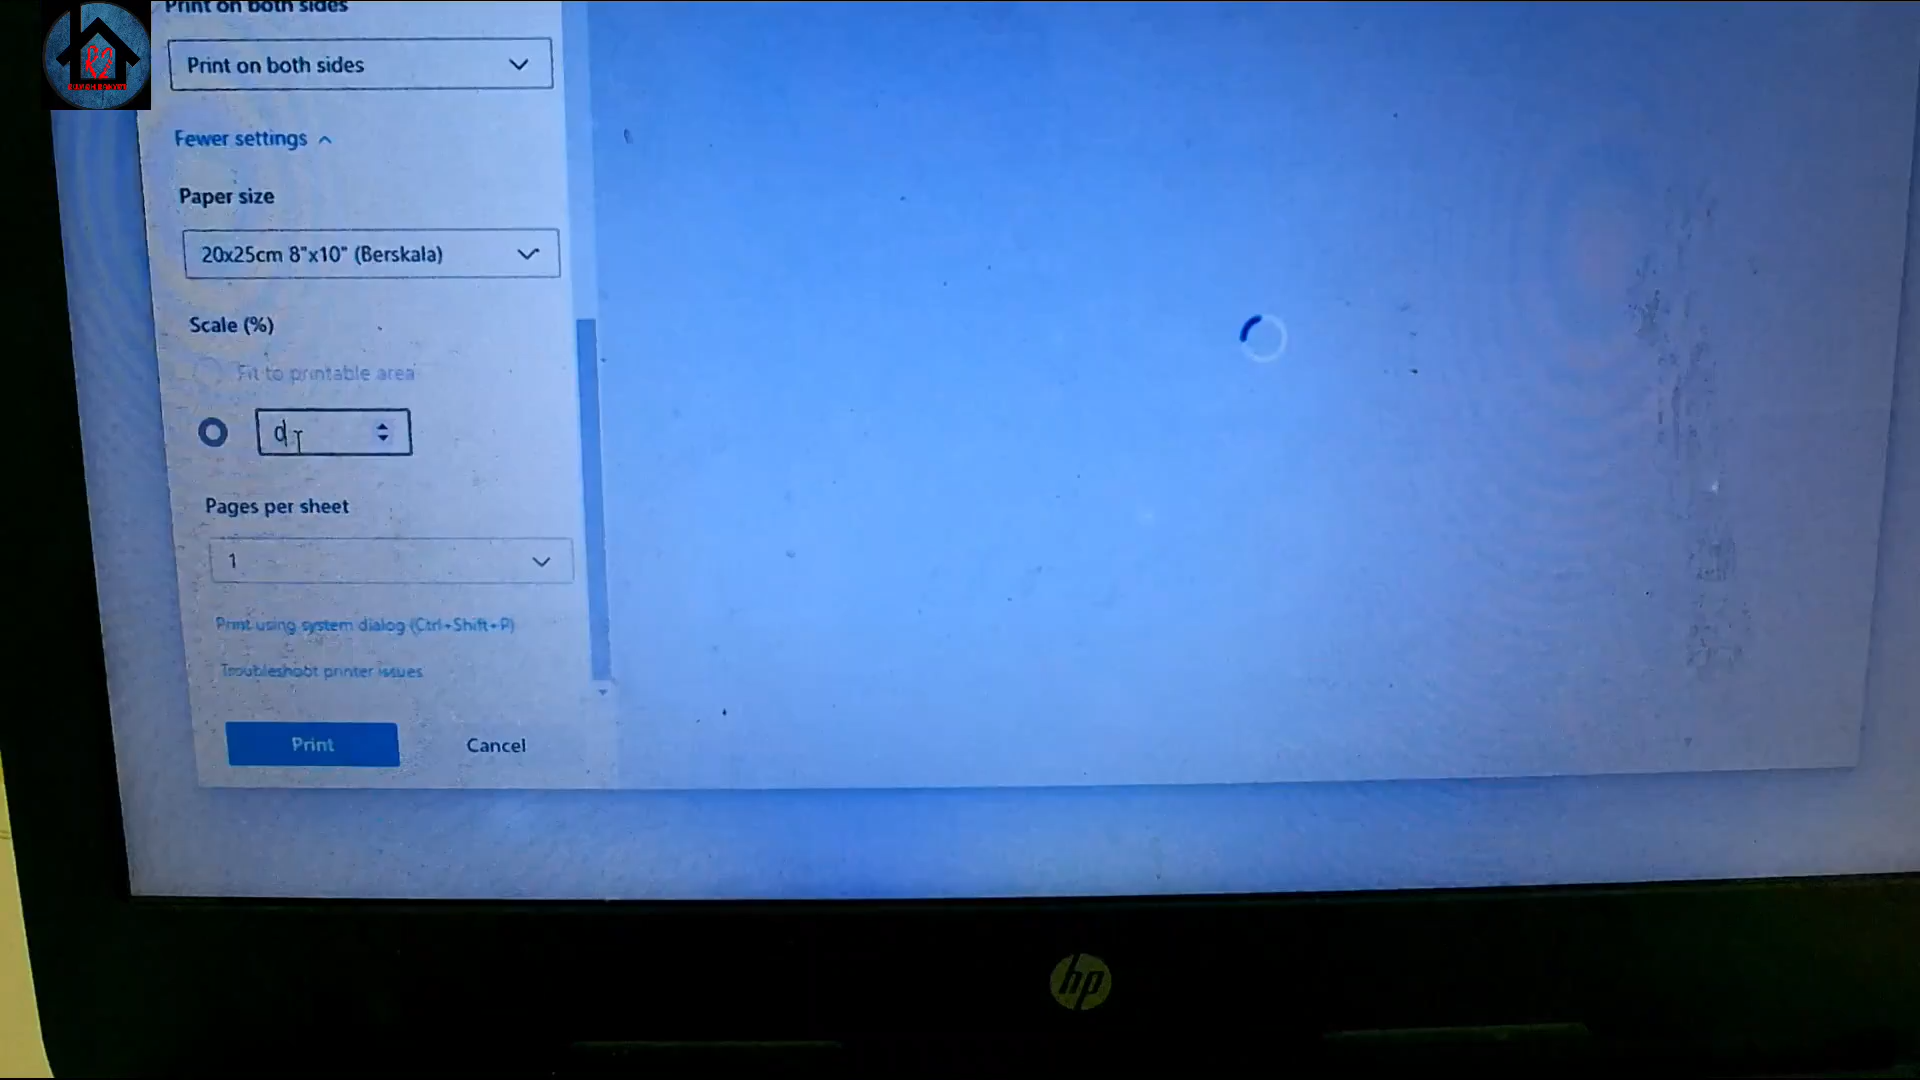 Print on both sides
R2
Print on both sides
Fewer settings
Paper size
20x25cm 8"x10" (Berskala)
Scale (%)
Fit to printable area
Pages per sheet
1
Print using system dialog (Ctrl+Shift+P)
Troubleshoot printer issues
Print
Cancel
hp